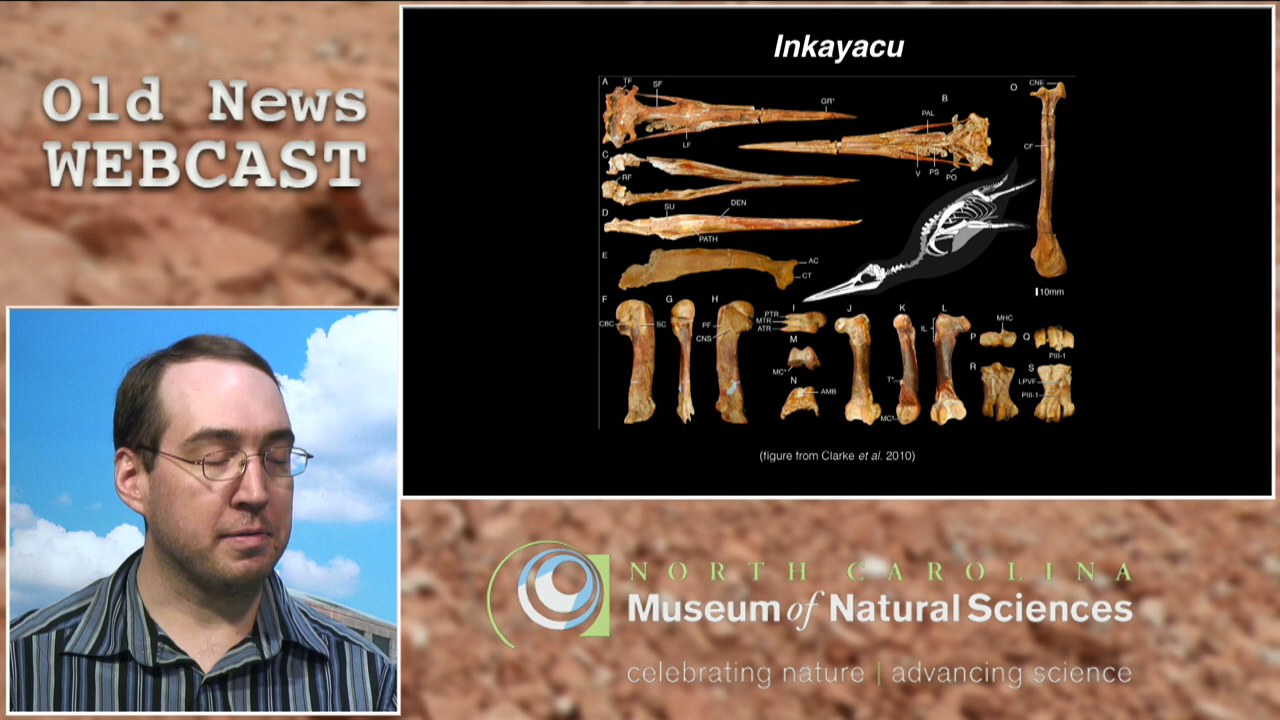 Old News
WEBCAST
Inkayacu
A TF SF GR* LF
B PAL V PS PO
O CNE CF
C RF
D SU DEN PATH
E AC CT
10mm
F G H I J K L
CBC SC PF CNS
PTR
MTR
ATR
M MC*
N AMB
IL T* MC*
P MHC Q PIII-1
R S LPVF PIII-1
(figure from Clarke et al. 2010)
NORTH CAROLINA
Museum of Natural Sciences
celebrating nature | advancing science